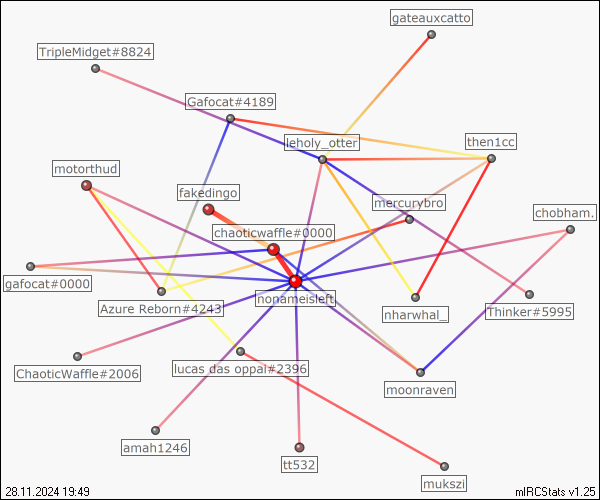 gateauxcatto
TripleMidget#8824
Gafocat#4189
leholy_otter
then1cc
motorthud
fakedingo
mercurybro
chobham.
chaoticwaffle#0000
gafocat#0000
nonameisleft
Azure Reborn#4243
nharwhal_
Thinker#5995
ChaoticWaffle#2006
lucas das oppai#2396
moonraven
amah1246
tt532
mukszi
28.11.2024 19:49
mIRCStats v1.25